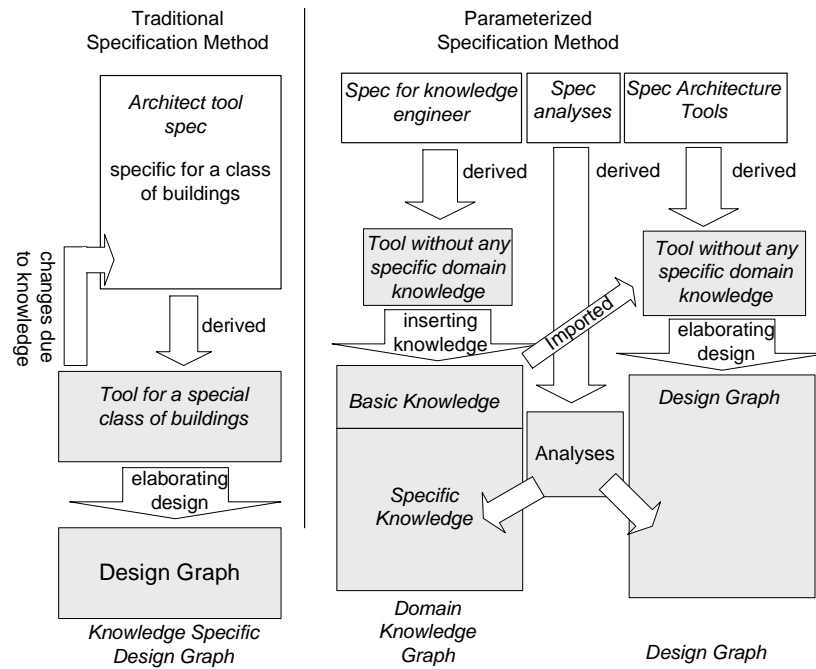 Traditional
Specification Method
Architect tool
spec
specific for a class
of buildings
changes due
to knowledge
derived
Tool for a special
class of buildings
elaborating
design
Design Graph
Knowledge Specific
Design Graph
Parameterized
Specification Method
Spec for knowledge
engineer
Spec
analyses
Spec Architecture
Tools
derived
derived
derived
Tool without any
specific domain
knowledge
Tool without any
specific domain
knowledge
inserting
knowledge
Imported
elaborating
design
Basic Knowledge
Specific
Knowledge
Analyses
Design Graph
Domain
Knowledge
Graph
Design Graph